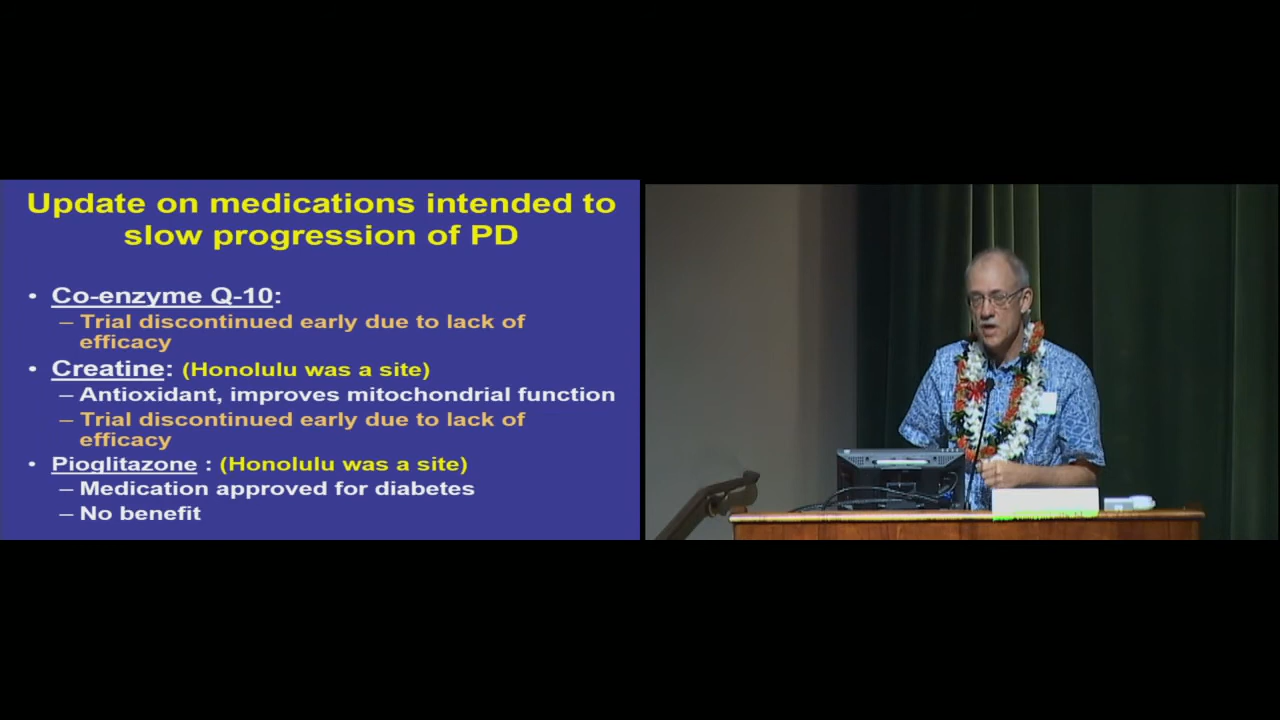 Update on medications intended to
slow progression of PD
• Co-enzyme Q-10:
– Trial discontinued early due to lack of
efficacy
• Creatine: (Honolulu was a site)
– Antioxidant, improves mitochondrial function
– Trial discontinued early due to lack of
efficacy
• Pioglitazone : (Honolulu was a site)
– Medication approved for diabetes
– No benefit